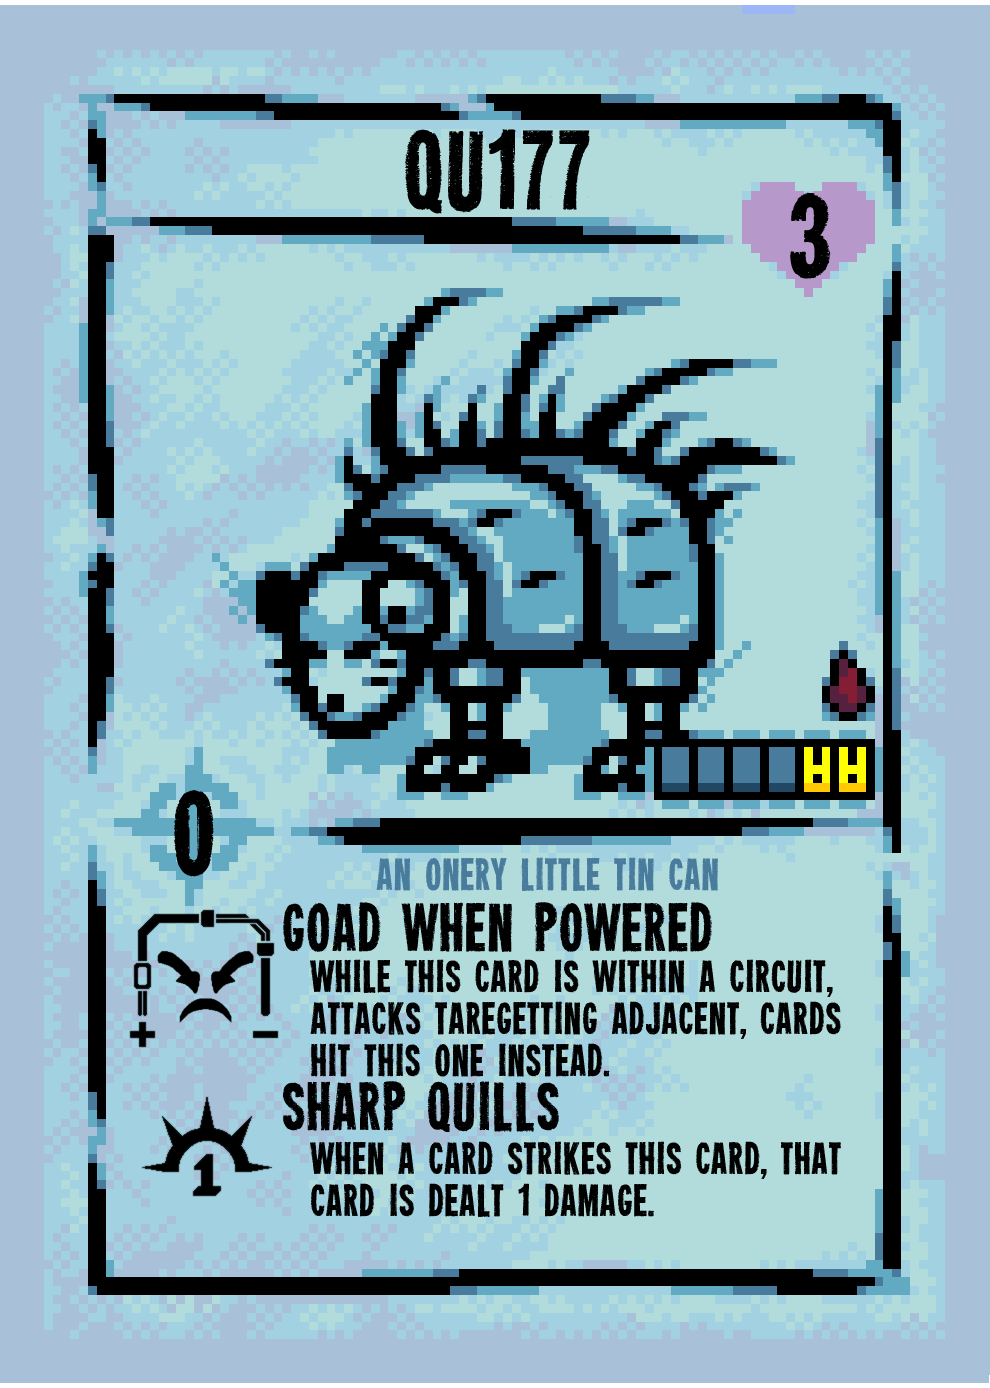 QU177
3
0
AN ONERY LITTLE TIN CAN
GOAD WHEN POWERED
WHILE THIS CARD IS WITHIN A CIRCUIT,
ATTACKS TAREGETTING ADJACENT, CARDS
HIT THIS ONE INSTEAD.
SHARP QUILLS
1
WHEN A CARD STRIKES THIS CARD, THAT
CARD IS DEALT 1 DAMAGE.